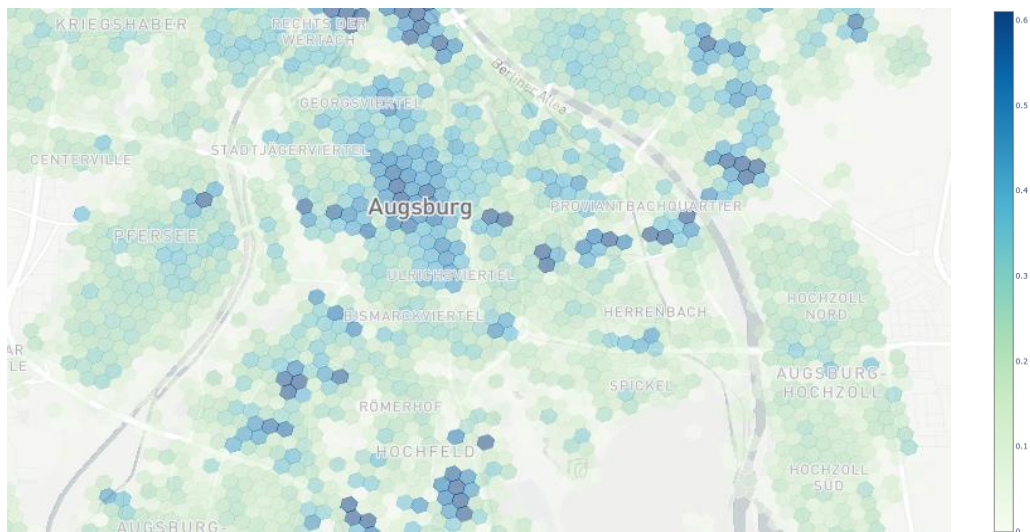 KRIEGSHABER
RECHTS DER
WERTACH
Berliner Allee
GEORGSVIERTEL
STADTJÄGERVIERTEL
CENTERVILLE
Augsburg
PROVIANTBACHQUARTIER
PFERSEE
ULRICHSVIERTEL
HOCHZOLL
NORD
BISMARCKVIERTEL
HERRENBACH
AR
LE
AUGSBURG-
HOCHZOLL
SPICKEL
RÖMERHOF
HOCHFELD
HOCHZOLL
SÜD
AUGSBURG-
0.6
0.5
0.4
0.3
0.2
0.1
0